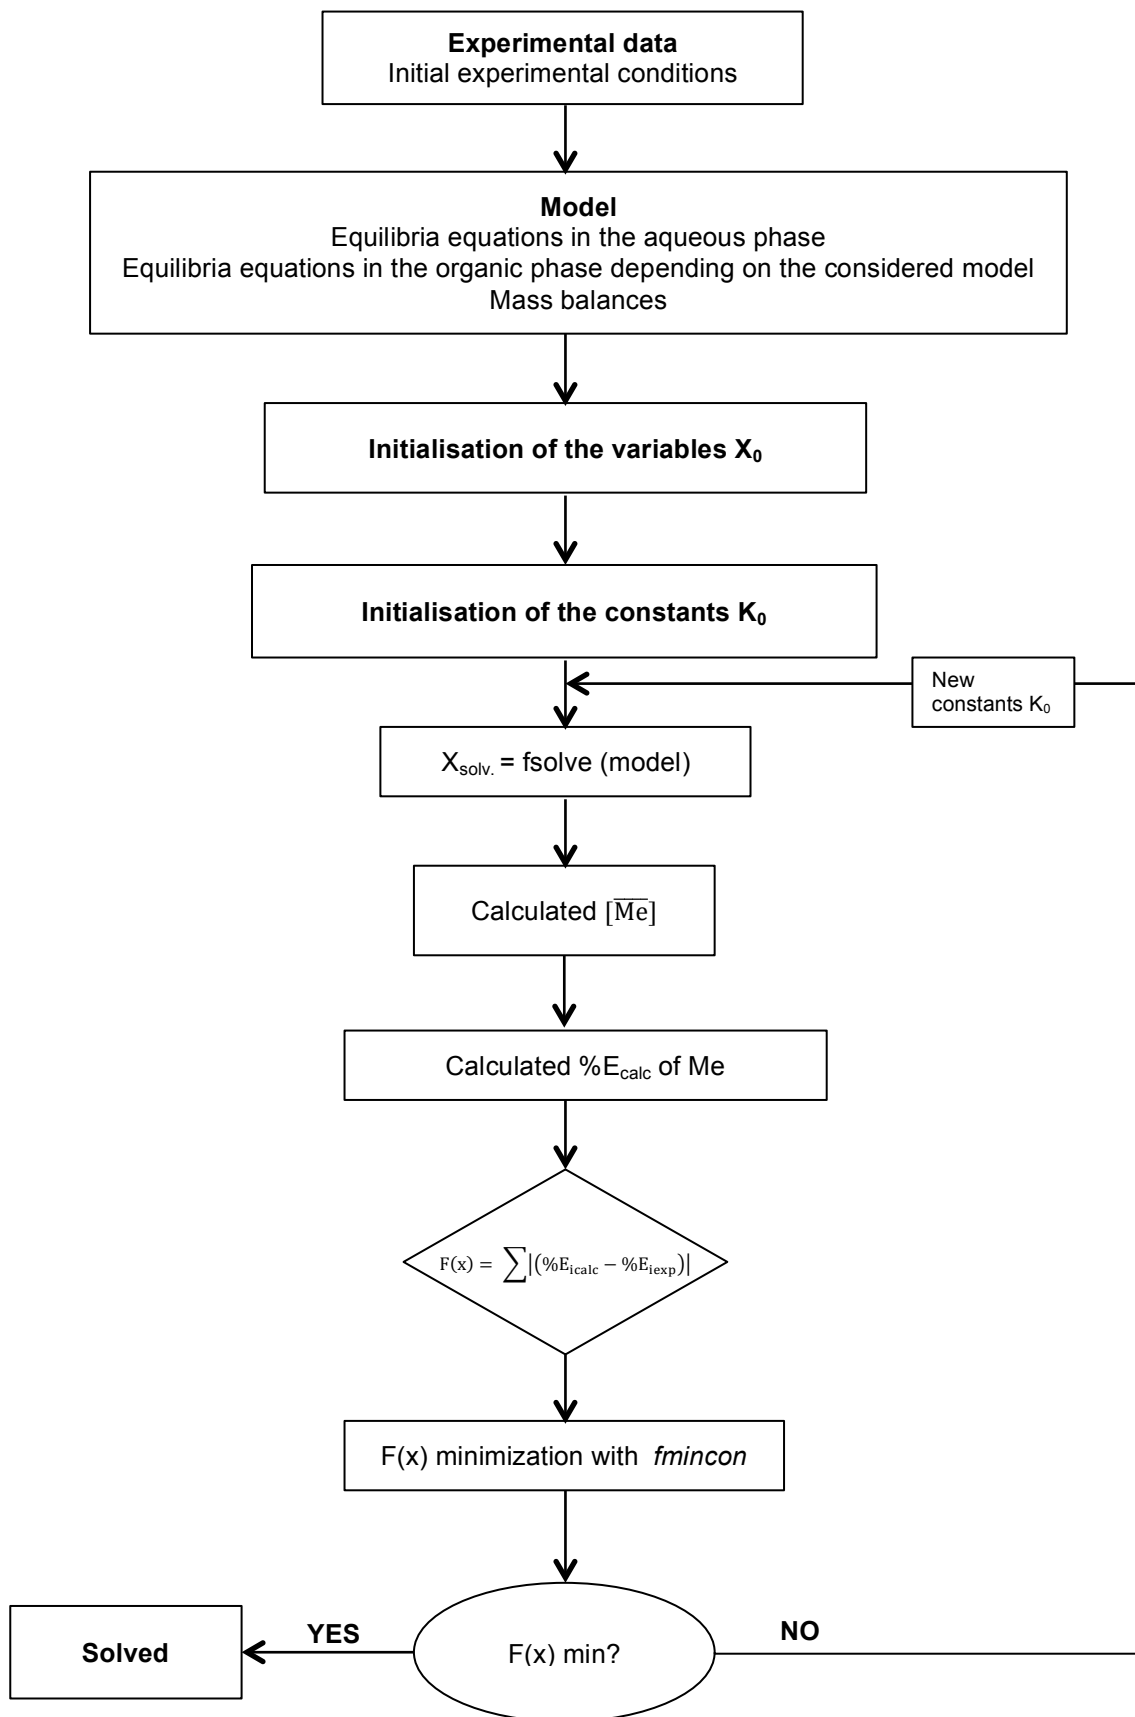 Experimental data
Initial experimental conditions
Model
Equilibria equations in the aqueous phase
Equilibria equations in the organic phase depending on the considered model
Mass balances
Initialisation of the variables X₀
Initialisation of the constants K₀
New
constants K₀
Xsolv. = fsolve (model)
Calculated [M̅e̅]
Calculated %Ecalc of Me
F(x) = ∑|(%Eicalc − %Eiexp)|
F(x) minimization with fmincon
Solved
YES
F(x) min?
NO